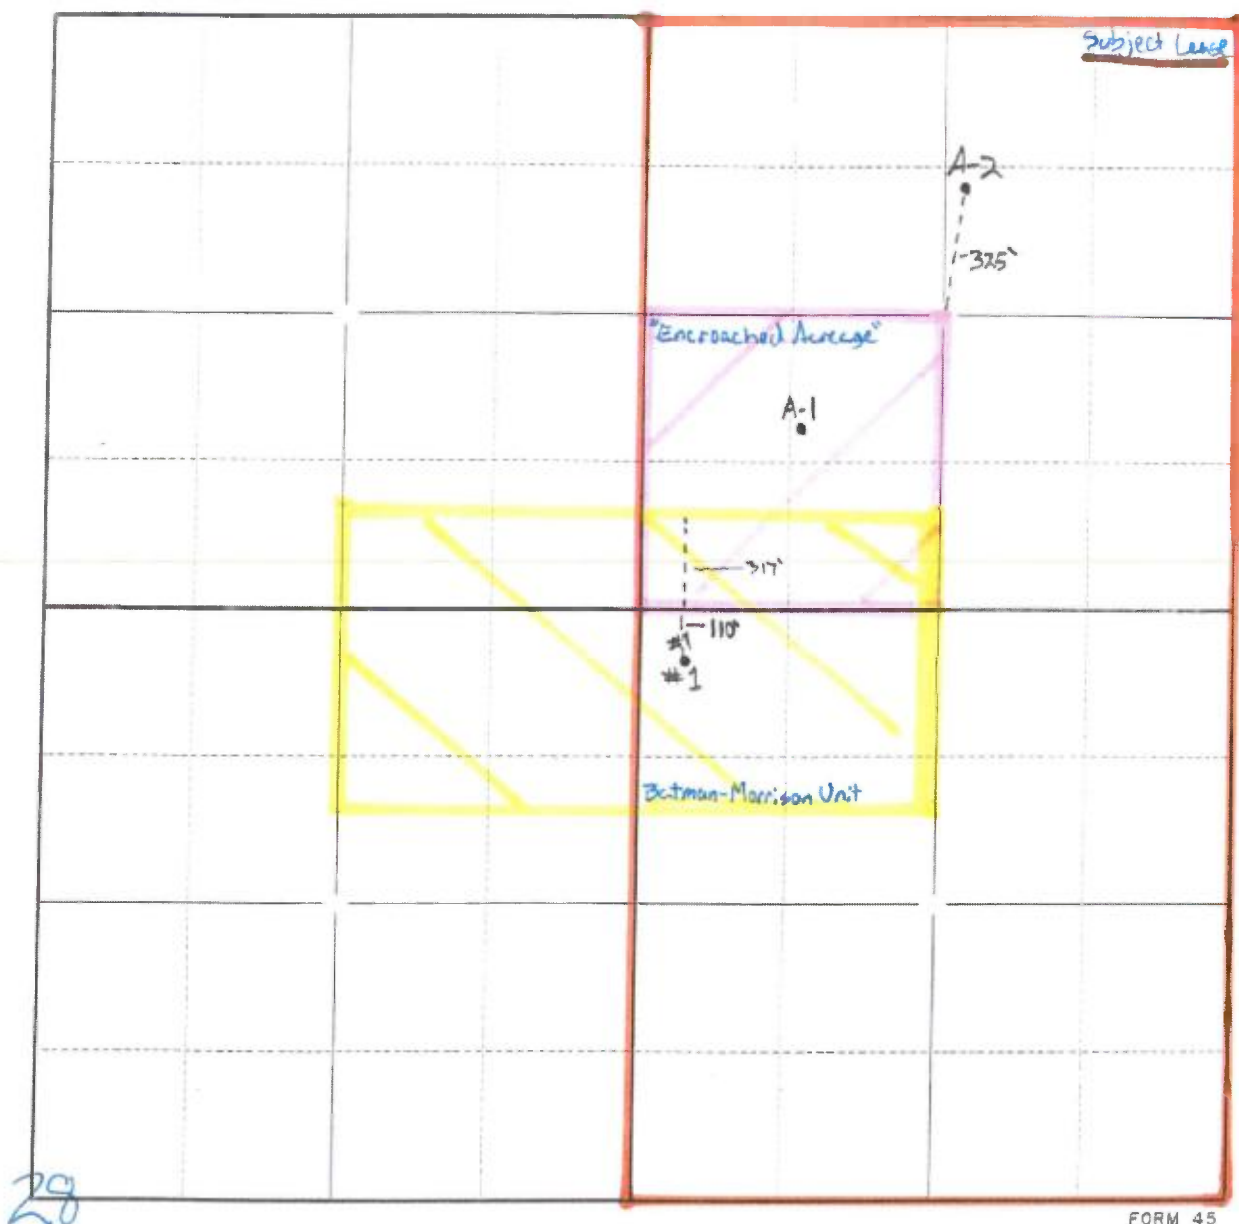 Subject Lease
A-2
325'
"Encroached Acreage"
A-1
317'
110'
#1
#1
Batman-Morrison Unit
28
FORM 45